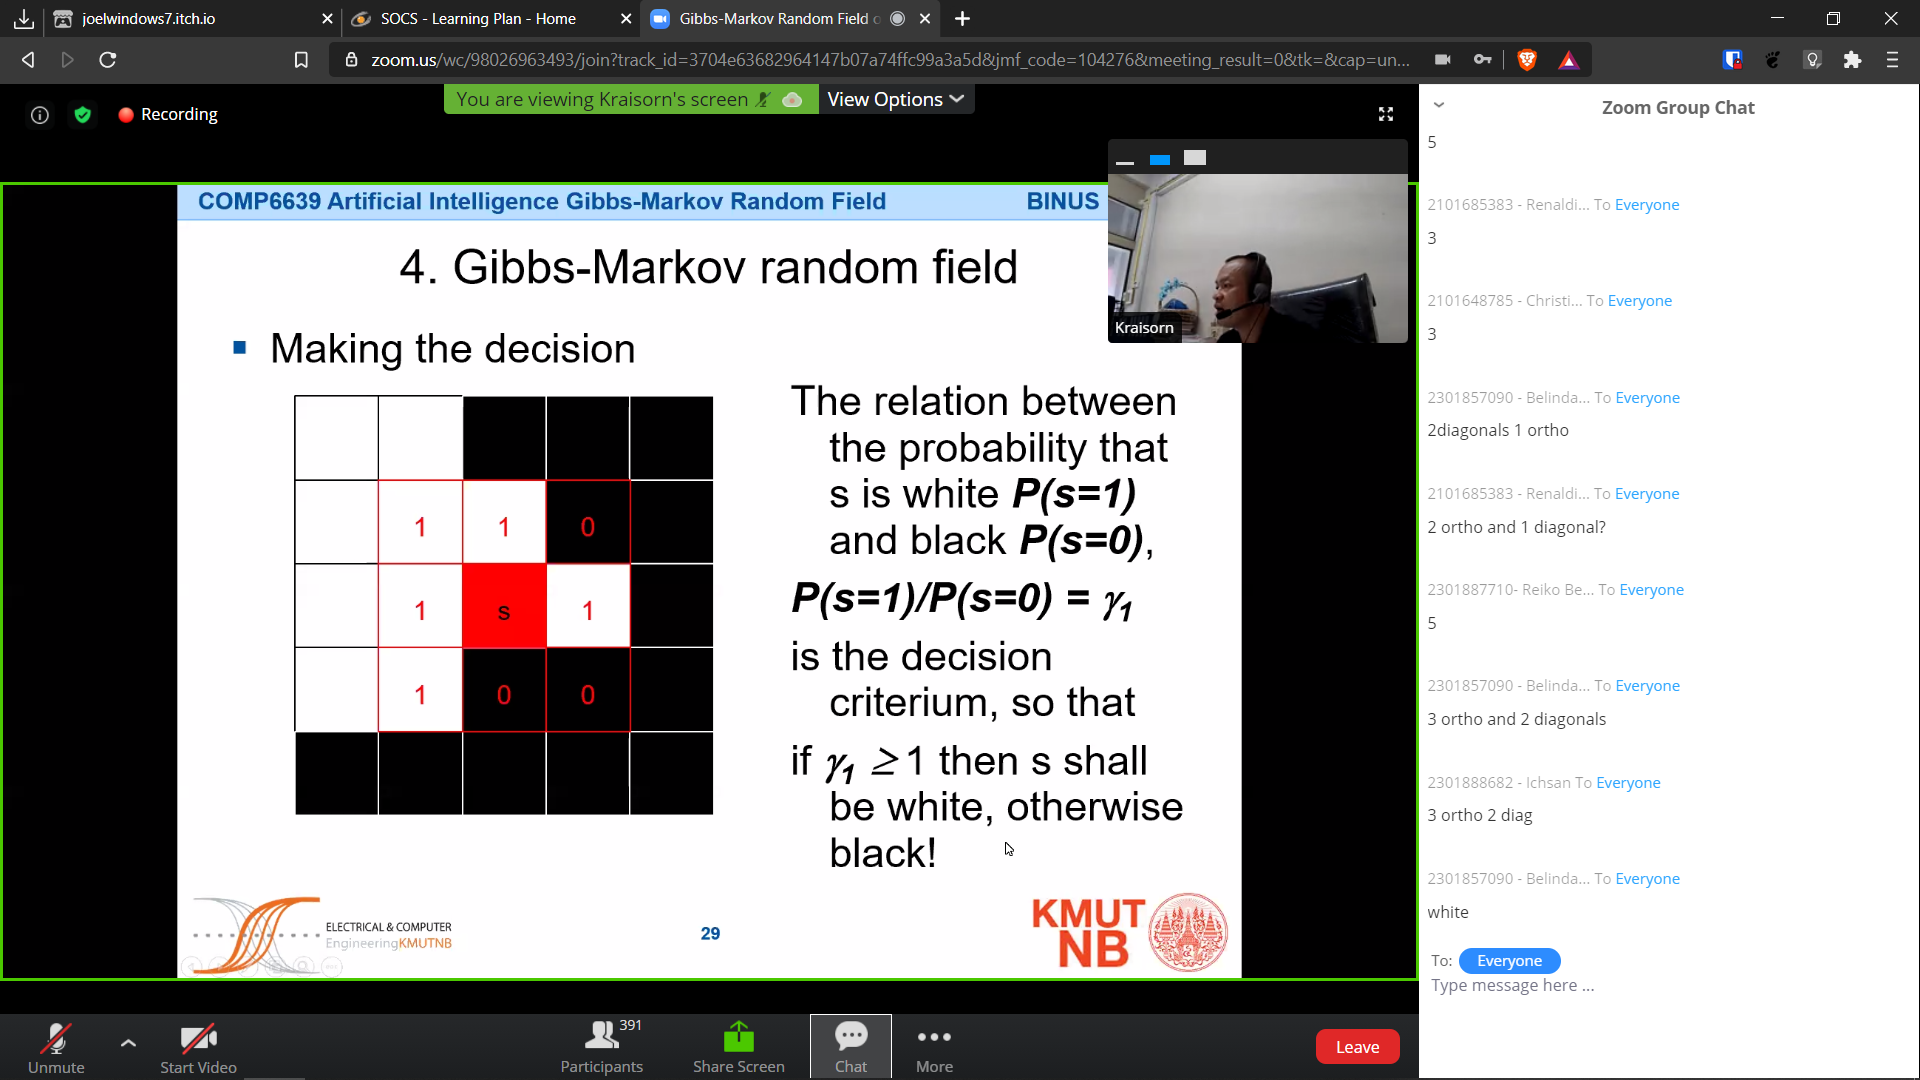 joelwindows7.itch.io
SOCS - Learning Plan - Home
Gibbs-Markov Random Field
zoom.us/wc/98026963493/join?track_id=3704e63682964147b07a74ffc99a3a5d&jmf_code=104276&meeting_result=0&tk=&cap=un...
Recording
You are viewing Kraisorn's screen
View Options
Kraisorn
COMP6639 Artificial Intelligence Gibbs-Markov Random Field
BINUS
4. Gibbs-Markov random field
Making the decision
1 1 0
1 s 1
1 0 0
The relation between
the probability that
s is white P(s=1)
and black P(s=0),
P(s=1)/P(s=0) = γ1
is the decision
criterium, so that
if γ1 ≥1 then s shall
be white, otherwise
black!
ELECTRICAL & COMPUTER
EngineeringKMUTNB
29
KMUT
NB
Zoom Group Chat
5
2101685383 - Renaldi... To Everyone
3
2101648785 - Christi... To Everyone
3
2301857090 - Belinda... To Everyone
2diagonals 1 ortho
2101685383 - Renaldi... To Everyone
2 ortho and 1 diagonal?
2301887710- Reiko Be... To Everyone
5
2301857090 - Belinda... To Everyone
3 ortho and 2 diagonals
2301888682 - Ichsan To Everyone
3 ortho 2 diag
2301857090 - Belinda... To Everyone
white
To: Everyone
Type message here ...
Unmute
Start Video
391
Participants
Share Screen
Chat
More
Leave